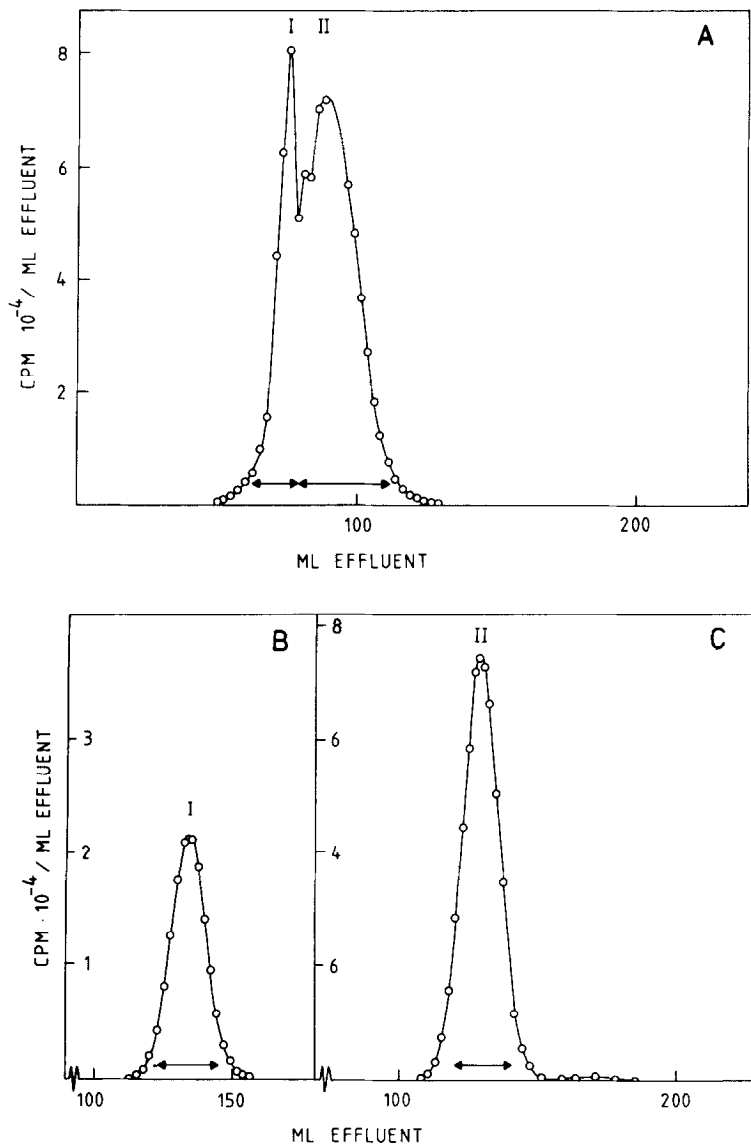 I II A
8
6
4
2
CPM 10⁻⁴ / ML EFFLUENT
100 200
ML EFFLUENT
B
3
I
2
1
CPM · 10⁻⁴ / ML EFFLUENT
100 150
II C
8
6
4
6
100 200
ML EFFLUENT